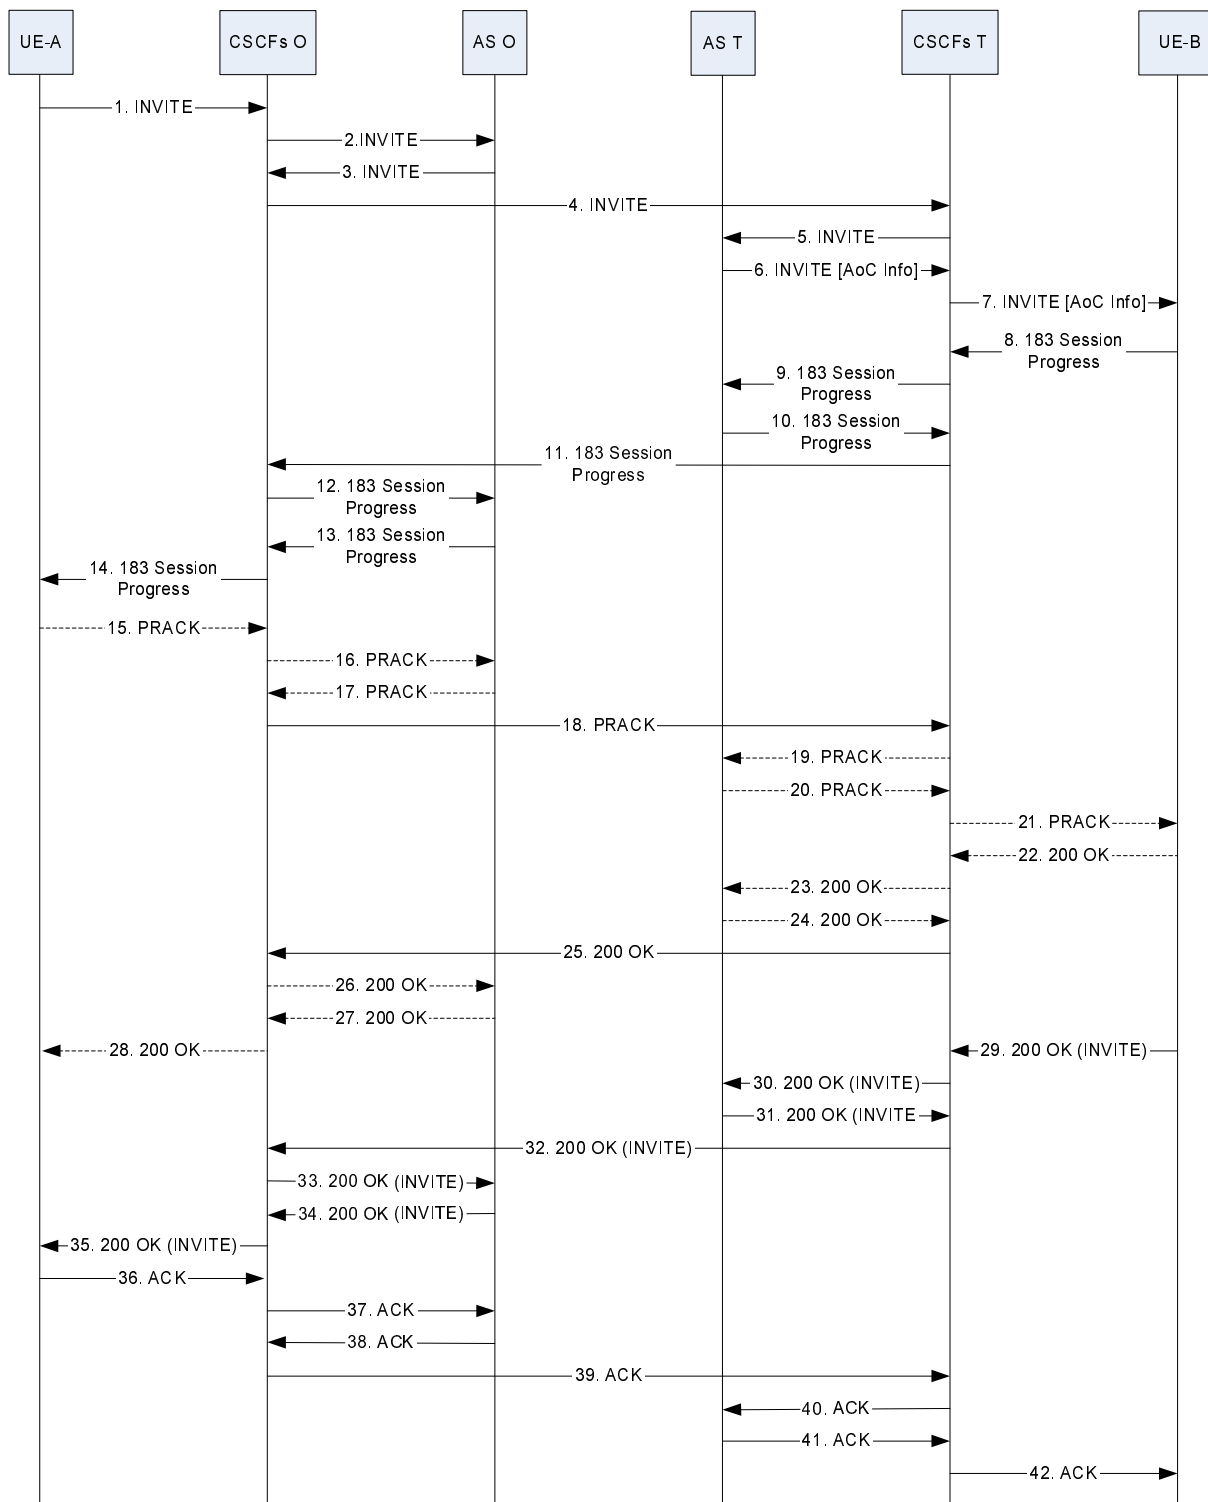 UE-A
CSCFs O
AS O
AS T
CSCFs T
UE-B
1. INVITE
2.INVITE
3. INVITE
4. INVITE
5. INVITE
6. INVITE [AoC Info]
7. INVITE [AoC Info]
8. 183 Session
Progress
9. 183 Session
Progress
10. 183 Session
Progress
11. 183 Session
Progress
12. 183 Session
Progress
13. 183 Session
Progress
14. 183 Session
Progress
15. PRACK
16. PRACK
17. PRACK
18. PRACK
19. PRACK
20. PRACK
21. PRACK
22. 200 OK
23. 200 OK
24. 200 OK
25. 200 OK
26. 200 OK
27. 200 OK
28. 200 OK
29. 200 OK (INVITE)
30. 200 OK (INVITE)
31. 200 OK (INVITE
32. 200 OK (INVITE)
33. 200 OK (INVITE)
34. 200 OK (INVITE)
35. 200 OK (INVITE)
36. ACK
37. ACK
38. ACK
39. ACK
40. ACK
41. ACK
42. ACK